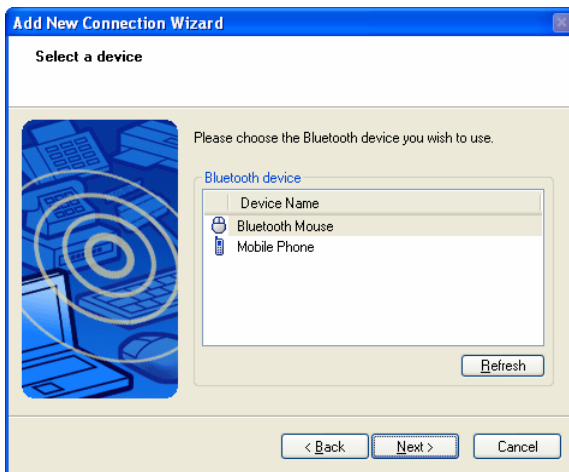 Add New Connection Wizard
Select a device
Please choose the Bluetooth device you wish to use.
Bluetooth device
Device Name
Bluetooth Mouse
Mobile Phone
Refresh
< Back Next > Cancel